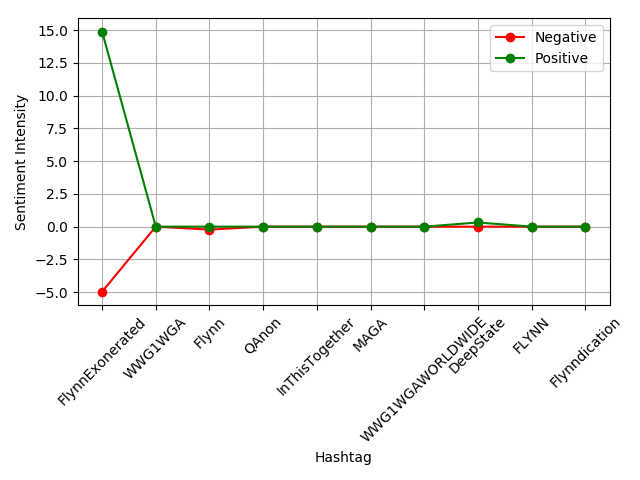 15.0
12.5
10.0
7.5
5.0
2.5
0.0
−2.5
−5.0
Sentiment Intensity
Negative
Positive
FlynnExonerated
WWG1WGA
Flynn
QAnon
InThisTogether
MAGA
WWG1WGAWORLDWIDE
DeepState
FLYNN
Flynndication
Hashtag